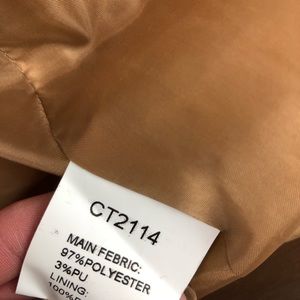 CT2114
MAIN FEBRIC:
97%POLYESTER
3%PU
LINING: